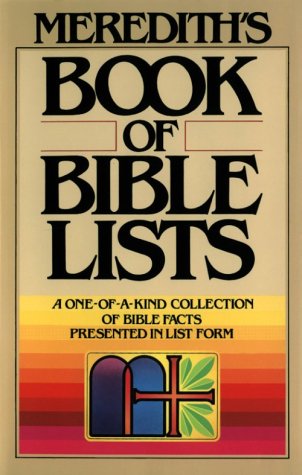 MEREDITH'S
BOOK
OF
BIBLE
LISTS
A ONE-OF-A-KIND COLLECTION
OF BIBLE FACTS
PRESENTED IN LIST FORM